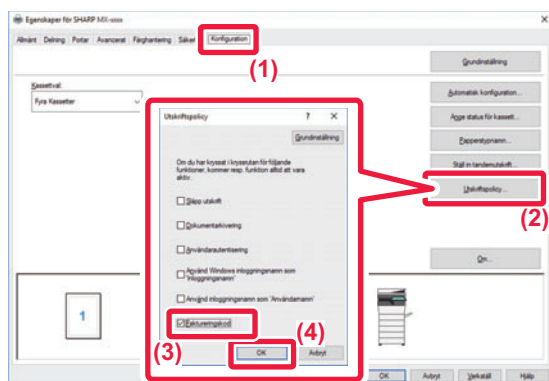 Egenskaper för SHARP MX-xxxx
Allmänt Delning Portar Avancerat Färghantering Säker Konfiguration
(1)
Grundinställning
Kassettval:
Fyra Kassetter
Automatisk konfiguration...
Ange status för kassett...
Papperstypnamn...
Ställ in tandemutskrift...
Utskriftspolicy...
(2)
Om...
Utskriftspolicy ? ×
Grundinställning
Om du har kryssat i kryssrutan för följande
funktioner, kommer resp. funktion alltid att vara
aktiv.
Släpp utskrift
Dokumentarkivering
Användarautentisering
Använd Windows inloggningsnamn som
'Inloggningsnamn'
Använd inloggningsnamn som 'Användarnamn'
Faktureringskod
(3)
(4)
OK Avbryt
1
OK Avbryt Verkställ Hjälp